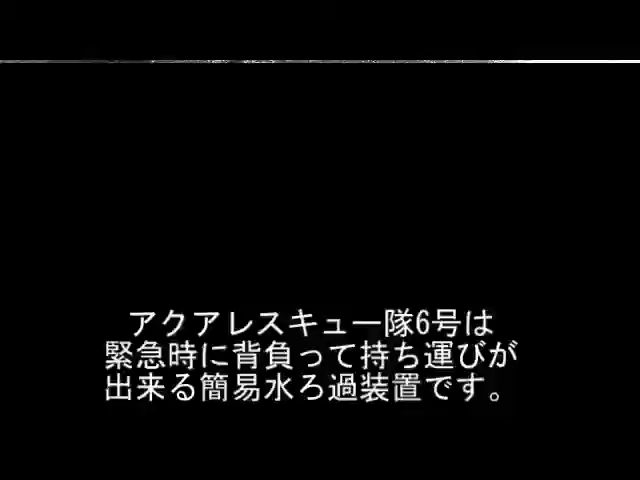 アクアレスキュー隊6号は
緊急時に背負って持ち運びが
出来る簡易水ろ過装置です。